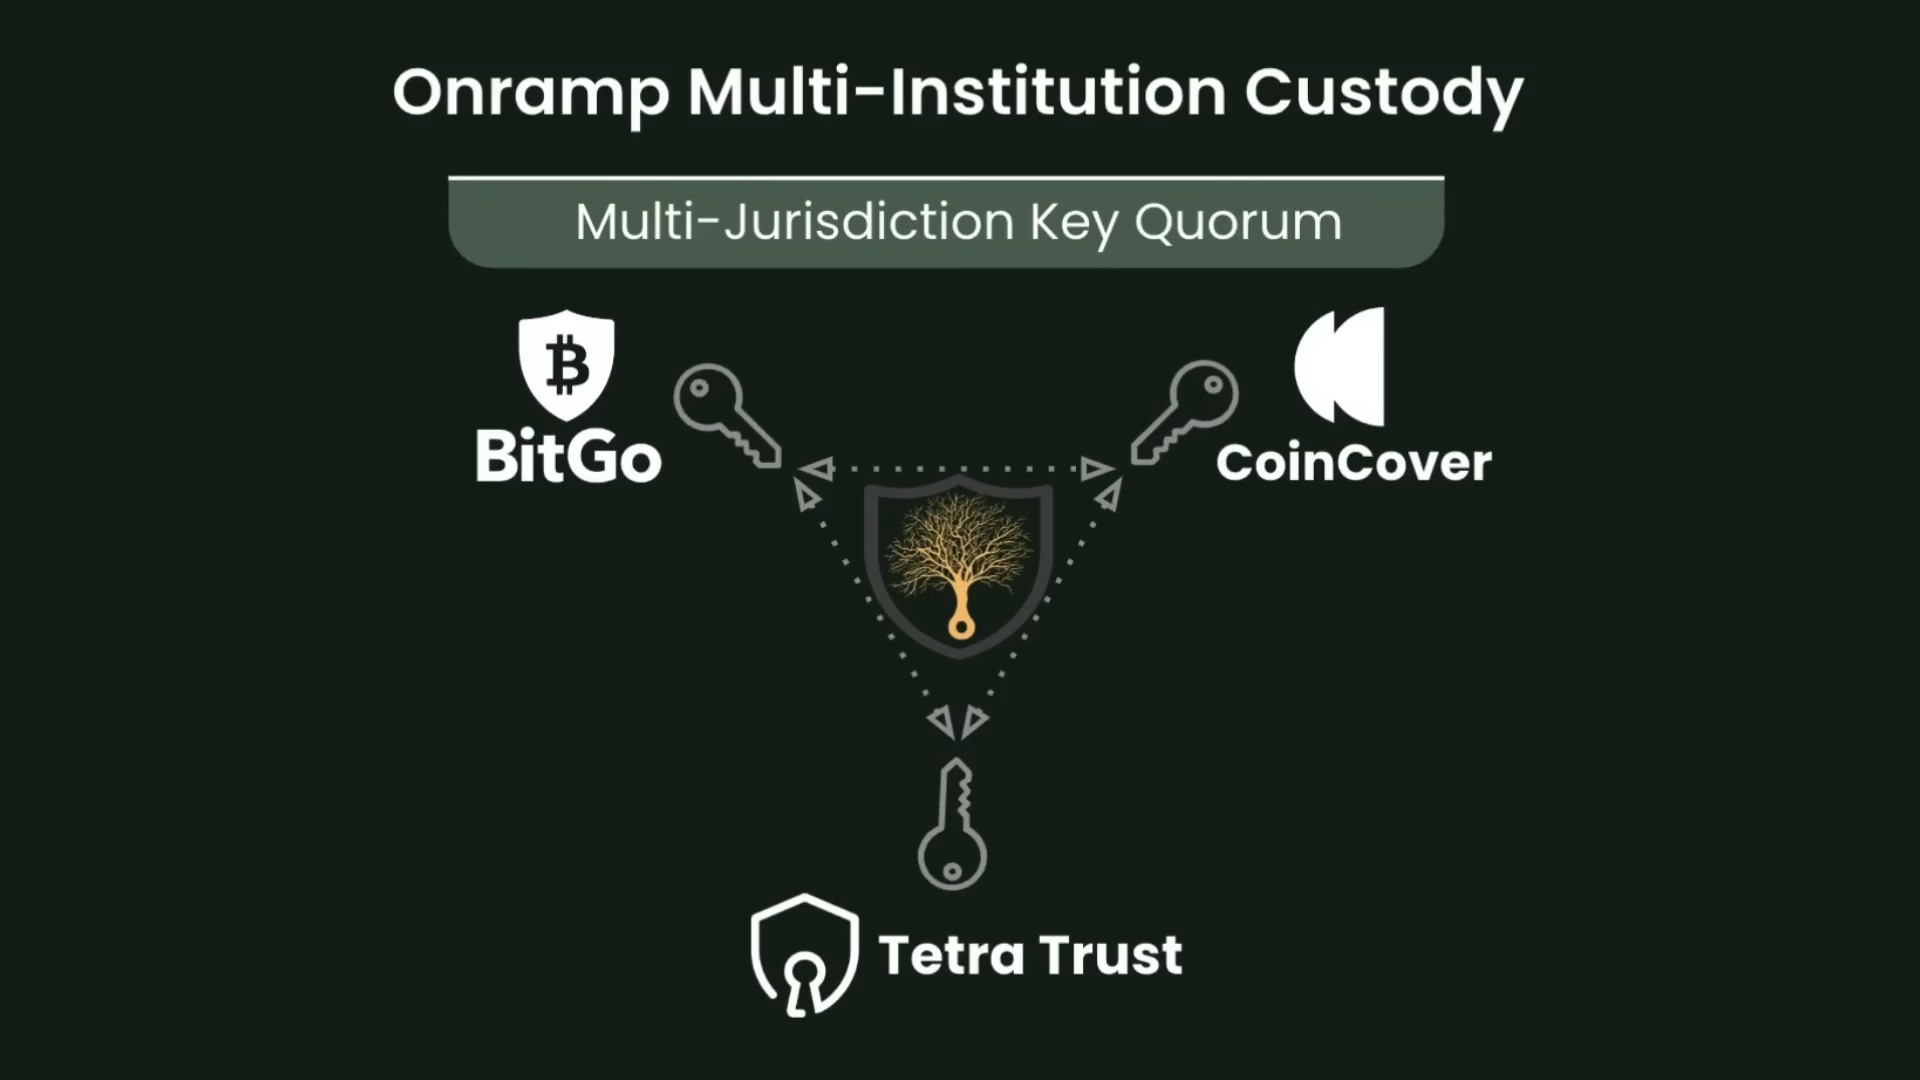 Onramp Multi-Institution Custody
Multi-Jurisdiction Key Quorum
BitGo
CoinCover
Tetra Trust